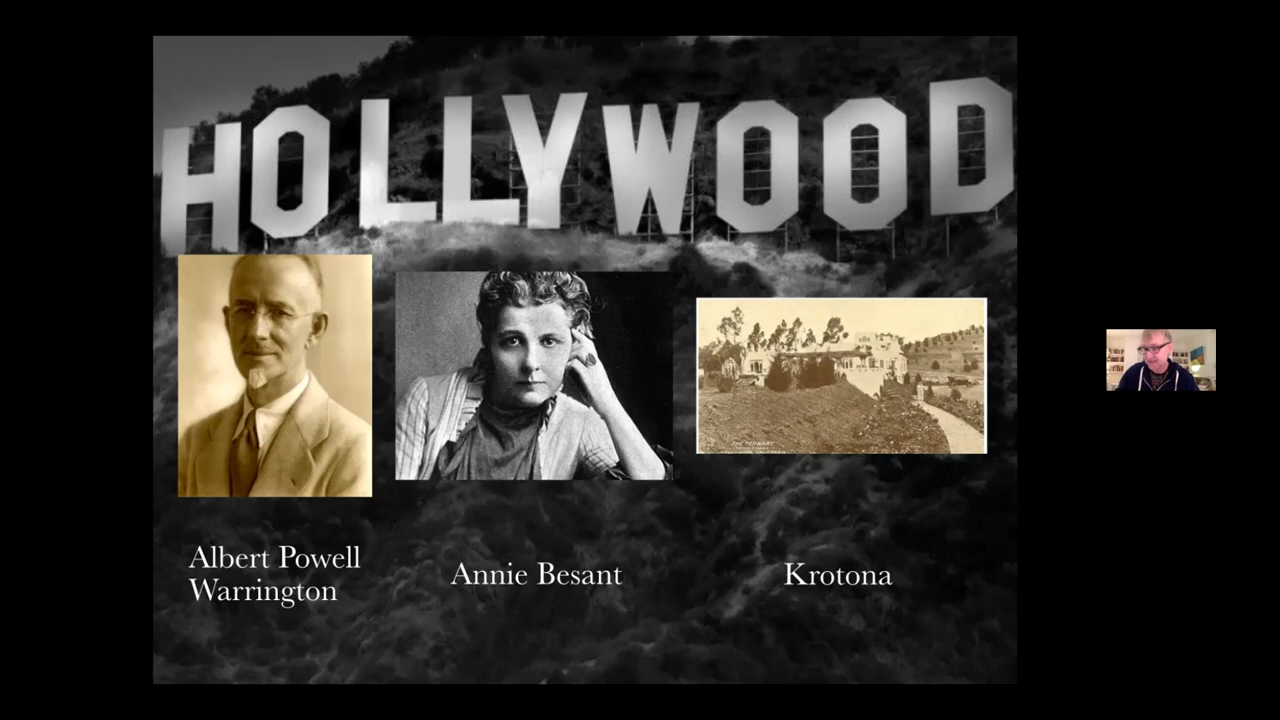 HOLLYWOOD
Albert Powell
Warrington
Annie Besant
Krotona